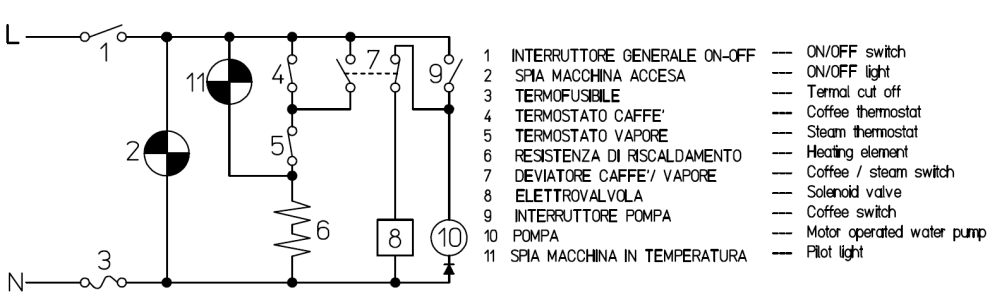 L
1
2
3
4
5
6
7
8
9
10
11
N
1 INTERRUTTORE GENERALE ON-OFF --- ON/OFF switch
2 SPIA MACCHINA ACCESA --- ON/OFF light
3 TERMOFUSIBILE --- Termal cut off
4 TERMOSTATO CAFFE' --- Coffee thermostat
5 TERMOSTATO VAPORE --- Steam thermostat
6 RESISTENZA DI RISCALDAMENTO --- Heating element
7 DEVIATORE CAFFE'/ VAPORE --- Coffee / steam switch
8 ELETTROVALVOLA --- Solenoid valve
9 INTERRUTTORE POMPA --- Coffee switch
10 POMPA --- Motor operated water pump
11 SPIA MACCHINA IN TEMPERATURA --- Pilot light